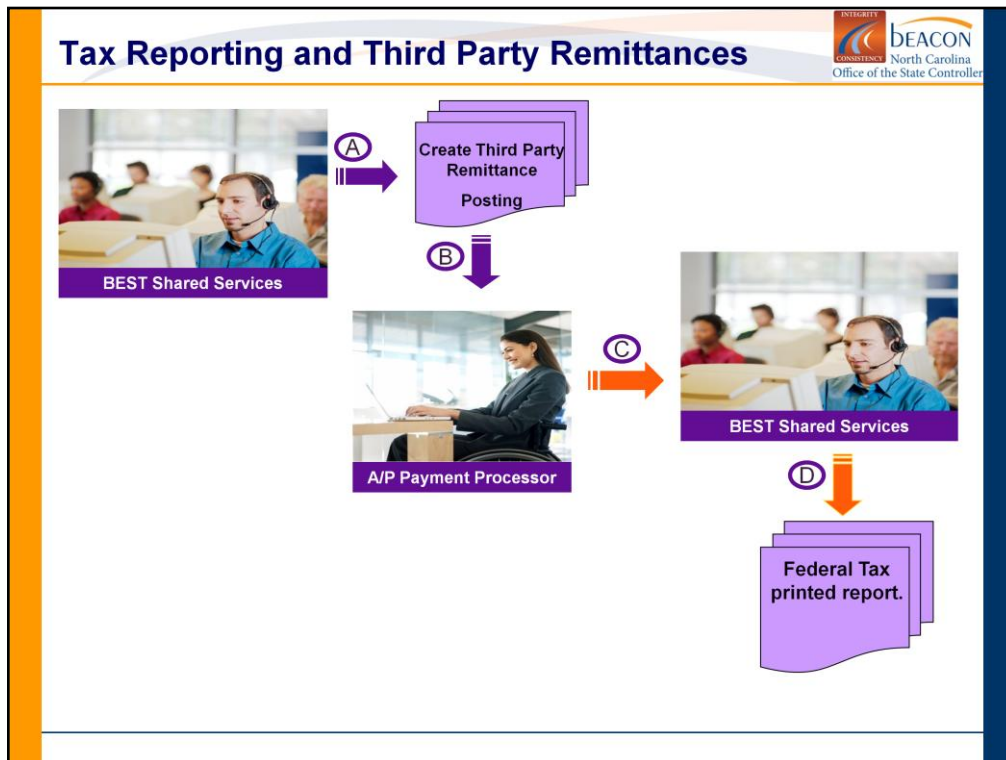 Tax Reporting and Third Party Remittances
INTEGRITY
CONSISTENCY
bEACON
North Carolina
Office of the State Controller
A
Create Third Party
Remittance
Posting
BEST Shared Services
B
A/P Payment Processor
C
BEST Shared Services
D
Federal Tax
printed report.